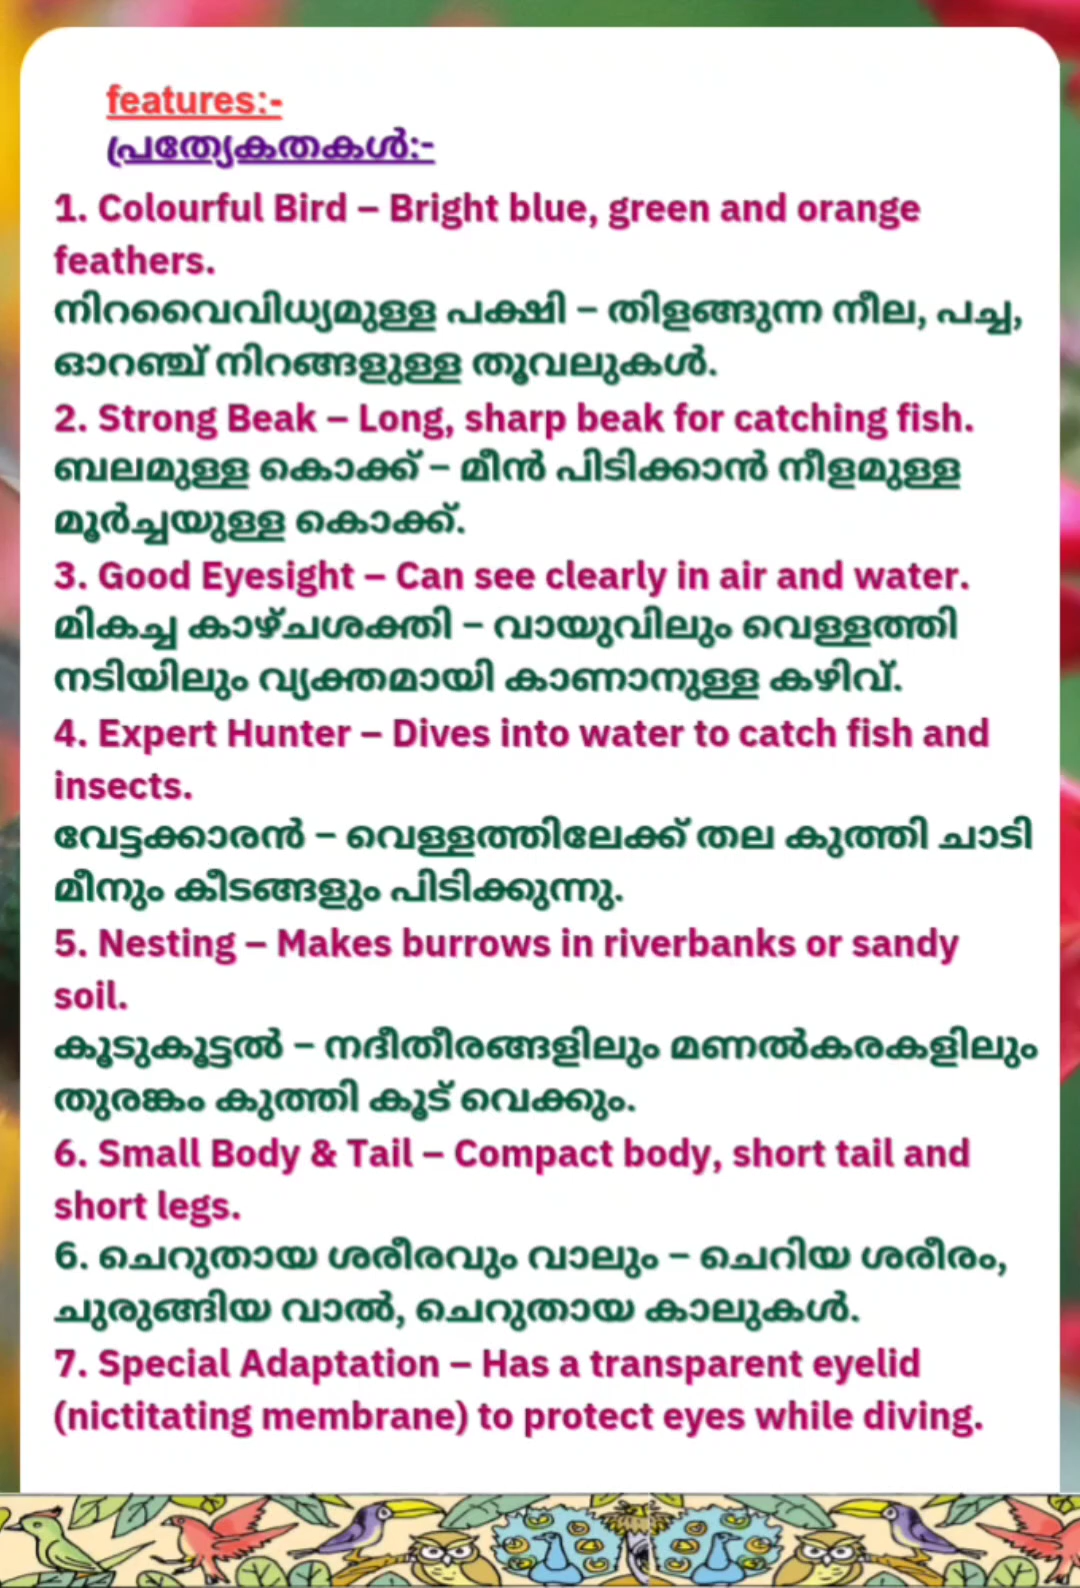 features:-
പ്രത്യേകതകൾ:-
1. Colourful Bird – Bright blue, green and orange
feathers.
നിറവൈവിധ്യമുള്ള പക്ഷി – തിളങ്ങുന്ന നീല, പച്ച,
ഓറഞ്ച് നിറങ്ങളുള്ള തൂവലുകൾ.
2. Strong Beak – Long, sharp beak for catching fish.
ബലമുള്ള കൊക്ക് – മീൻ പിടിക്കാൻ നീളമുള്ള
മൂർച്ചയുള്ള കൊക്ക്.
3. Good Eyesight – Can see clearly in air and water.
മികച്ച കാഴ്ചശക്തി – വായുവിലും വെള്ളത്തി
നടിയിലും വ്യക്തമായി കാണാനുള്ള കഴിവ്.
4. Expert Hunter – Dives into water to catch fish and
insects.
വേട്ടക്കാരൻ – വെള്ളത്തിലേക്ക് തല കുത്തി ചാടി
മീനും കീടങ്ങളും പിടിക്കുന്നു.
5. Nesting – Makes burrows in riverbanks or sandy
soil.
കൂടുകൂട്ടൽ – നദീതീരങ്ങളിലും മണൽകരകളിലും
തുരങ്കം കുത്തി കൂട് വെക്കും.
6. Small Body & Tail – Compact body, short tail and
short legs.
6. ചെറുതായ ശരീരവും വാലും – ചെറിയ ശരീരം,
ചുരുങ്ങിയ വാൽ, ചെറുതായ കാലുകൾ.
7. Special Adaptation – Has a transparent eyelid
(nictitating membrane) to protect eyes while diving.